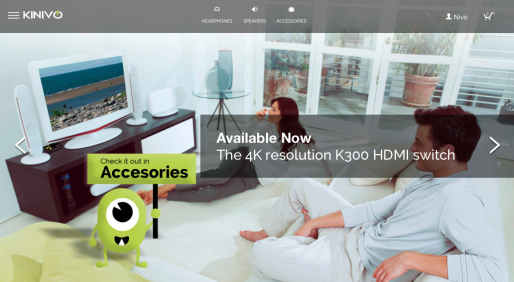 KINIVO
HEADPHONES
SPEAKERS
ACCESSORIES
Nivo
Available Now
The 4K resolution K300 HDMI switch
Check it out in
Accesories